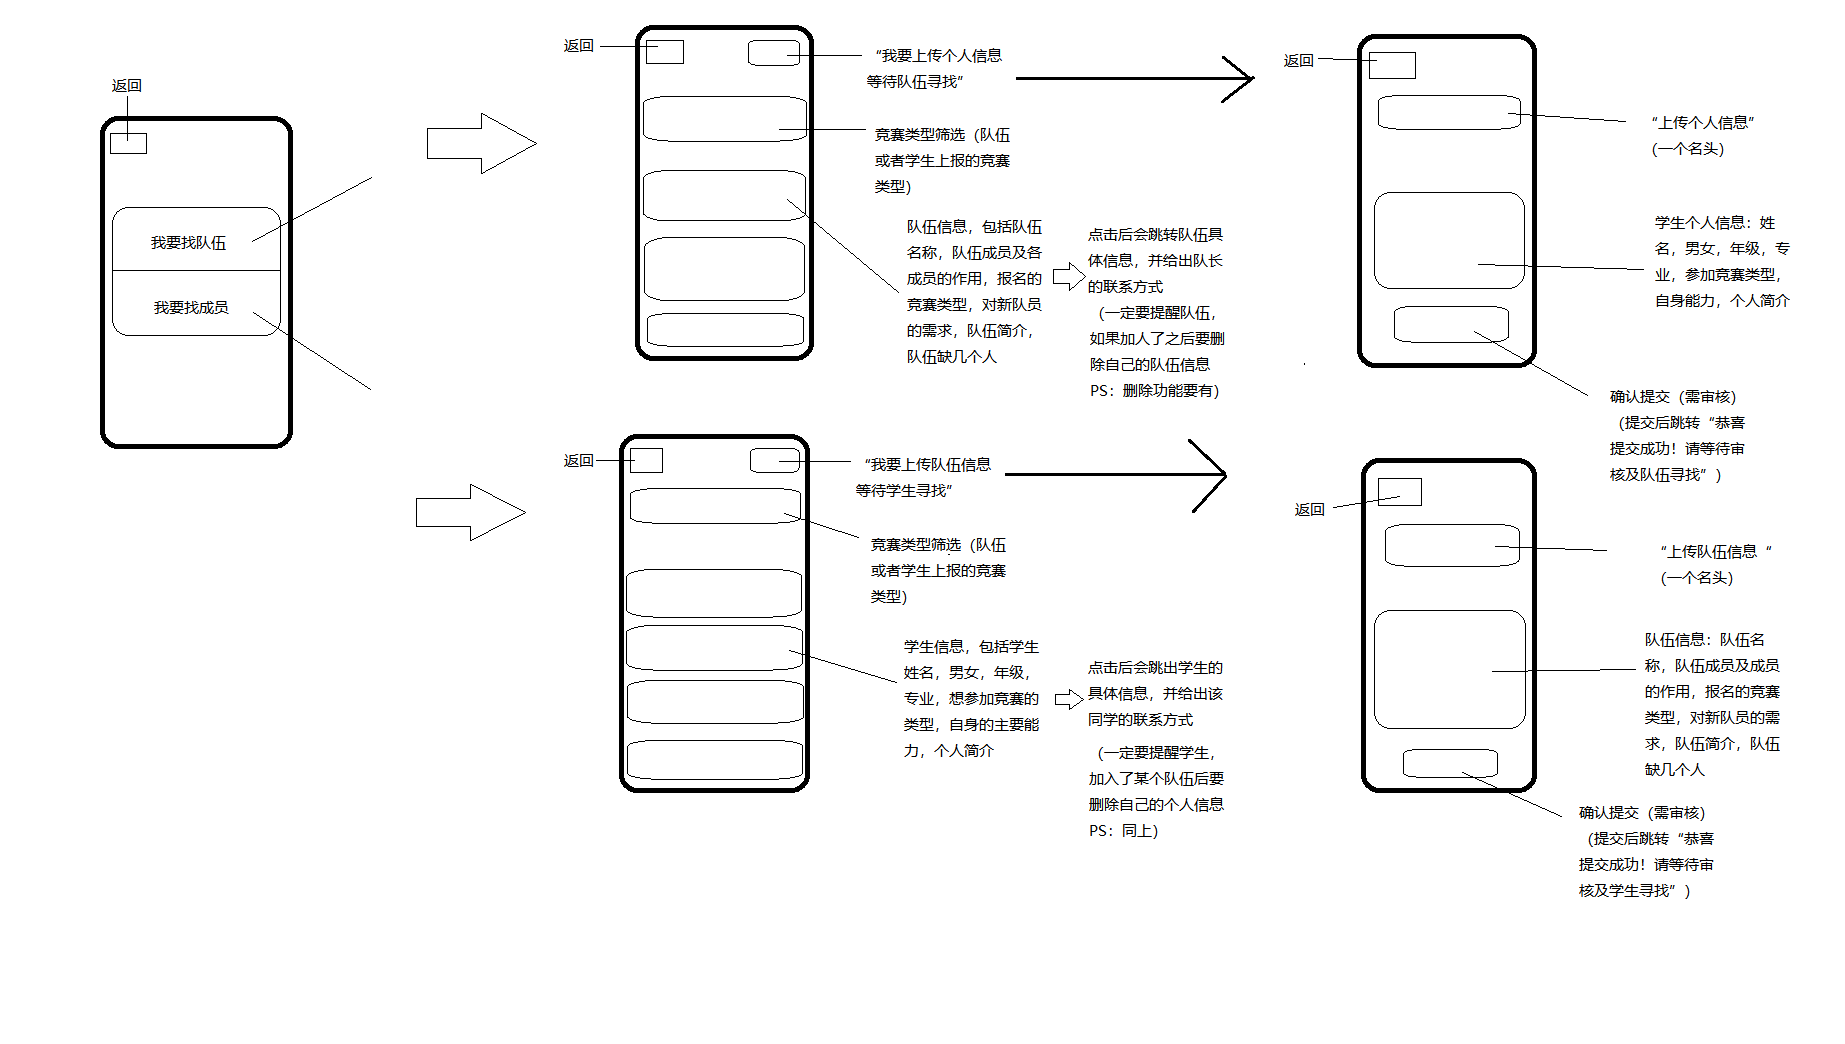 返回
我要找队伍
我要找成员
返回
“我要上传个人信息
等待队伍寻找”
竞赛类型筛选（队伍
或者学生上报的竞赛
类型）
队伍信息，包括队伍
名称，队伍成员及各
成员的作用，报名的
竞赛类型，对新队员
的需求，队伍简介，
队伍缺几个人
点击后会跳转队伍具
体信息，并给出队长
的联系方式
（一定要提醒队伍，
如果加人了之后要删
除自己的队伍信息
PS：删除功能要有）
返回
“上传个人信息”
（一个名头）
学生个人信息：姓
名，男女，年级，专
业，参加竞赛类型，
自身能力，个人简介
确认提交（需审核）
（提交后跳转“恭喜
提交成功！请等待审
核及队伍寻找”）
返回
“我要上传队伍信息
等待学生寻找”
竞赛类型筛选（队伍
或者学生上报的竞赛
类型）
学生信息，包括学生
姓名，男女，年级，
专业，想参加竞赛的
类型，自身的主要能
力，个人简介
点击后会跳出学生的
具体信息，并给出该
同学的联系方式
（一定要提醒学生，
加入了某个队伍后要
删除自己的个人信息
PS：同上）
返回
“上传队伍信息“
（一个名头）
队伍信息：队伍名
称，队伍成员及成员
的作用，报名的竞赛
类型，对新队员的需
求，队伍简介，队伍
缺几个人
确认提交（需审核）
（提交后跳转“恭喜
提交成功！请等待审
核及学生寻找”）